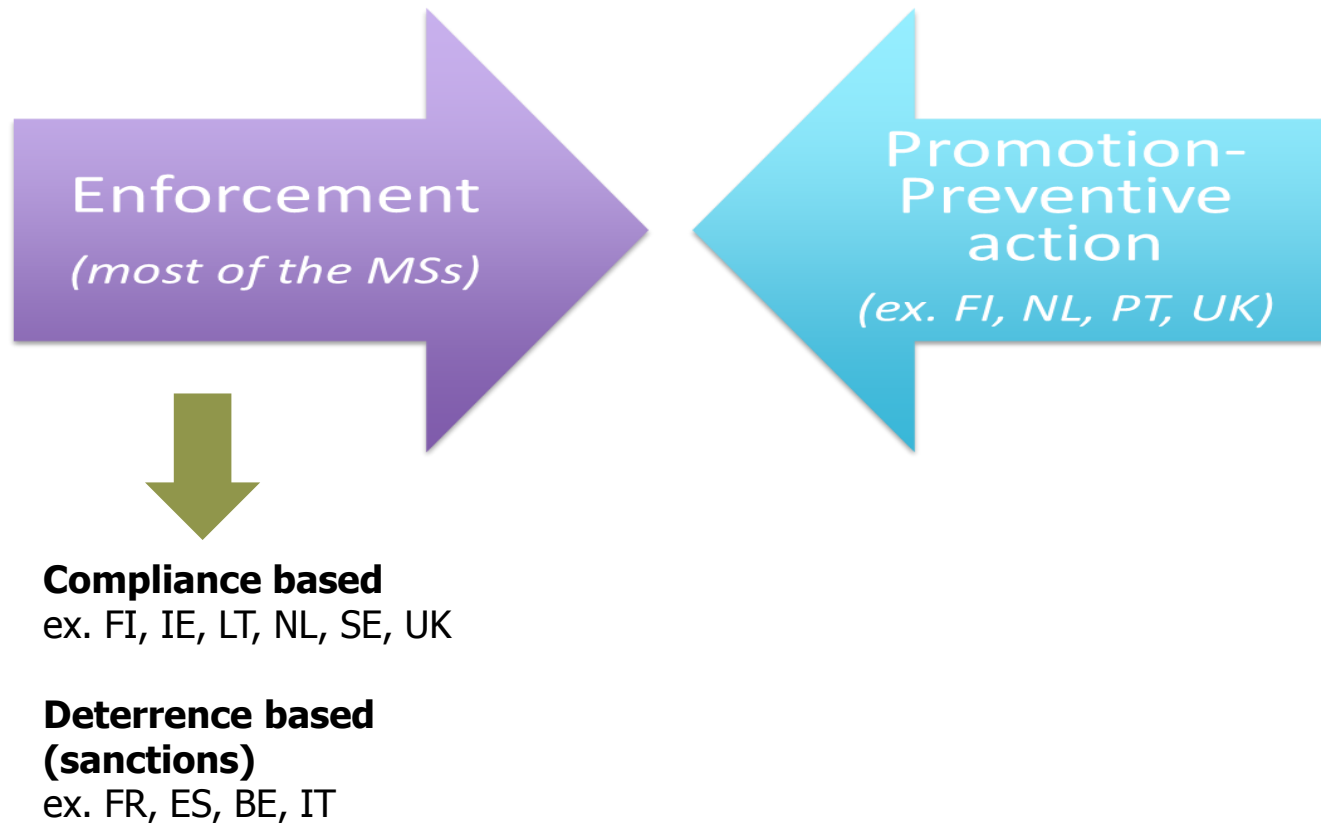 Enforcement
(most of the MSs)
Promotion-
Preventive
action
(ex. FI, NL, PT, UK)
Compliance based
ex. FI, IE, LT, NL, SE, UK
Deterrence based
(sanctions)
ex. FR, ES, BE, IT